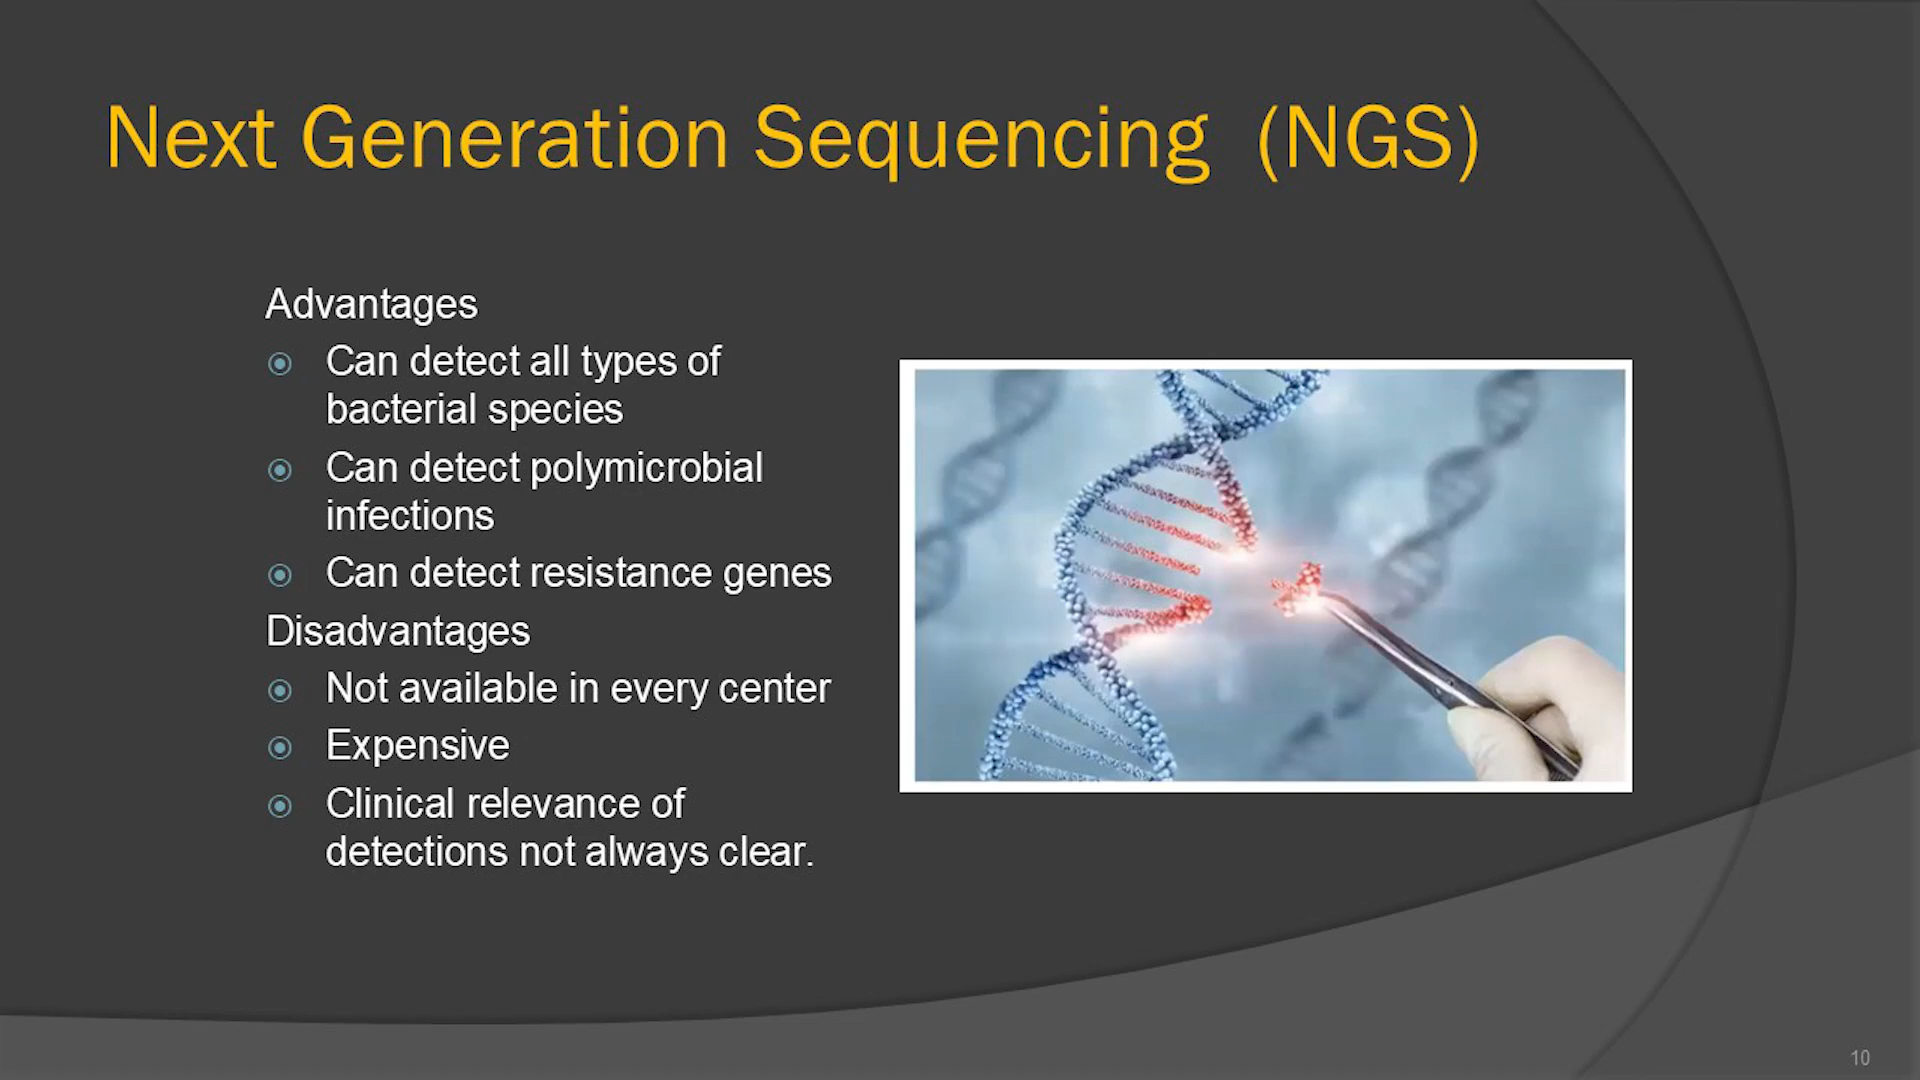 Next Generation Sequencing (NGS)
Advantages
Can detect all types of
bacterial species
Can detect polymicrobial
infections
Can detect resistance genes
Disadvantages
Not available in every center
Expensive
Clinical relevance of
detections not always clear.
10